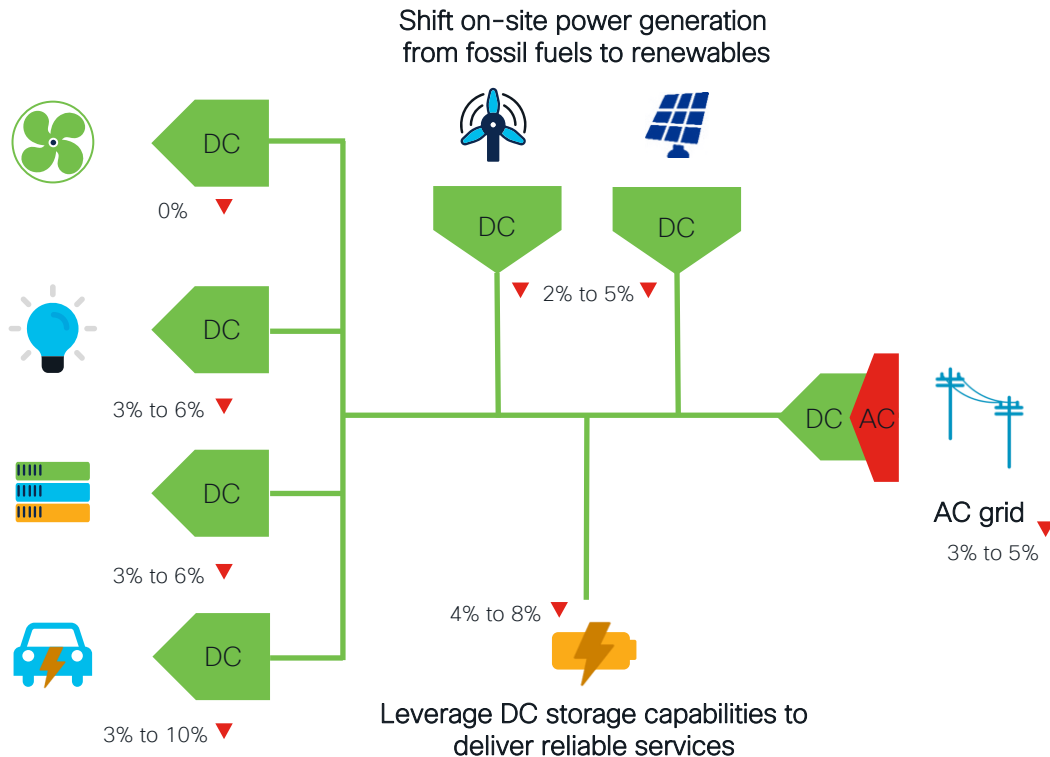 Shift on-site power generation
from fossil fuels to renewables
DC
0%
DC
DC
2% to 5%
DC
3% to 6%
DC AC
AC grid
3% to 5%
DC
3% to 6%
4% to 8%
DC
3% to 10%
Leverage DC storage capabilities to
deliver reliable services